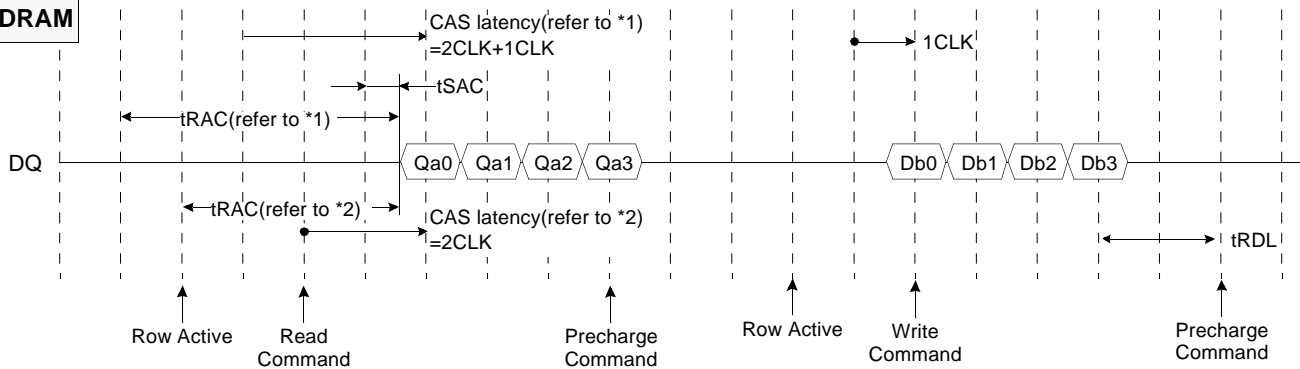 DRAM
CAS latency(refer to *1)
=2CLK+1CLK
1CLK
tSAC
tRAC(refer to *1)
DQ
Qa0 Qa1 Qa2 Qa3
Db0 Db1 Db2 Db3
tRAC(refer to *2)
CAS latency(refer to *2)
=2CLK
tRDL
Row Active
Read
Command
Precharge
Command
Row Active
Write
Command
Precharge
Command